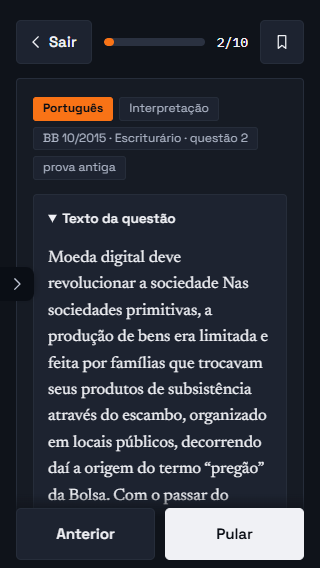 Sair
2/10
Português
Interpretação
BB 10/2015 · Escriturário · questão 2
prova antiga
▼ Texto da questão
Moeda digital deve
revolucionar a sociedade Nas
sociedades primitivas, a
produção de bens era limitada e
feita por famílias que trocavam
seus produtos de subsistência
através do escambo, organizado
em locais públicos, decorrendo
daí a origem do termo “pregão”
da Bolsa. Com o passar do
Anterior
Pular